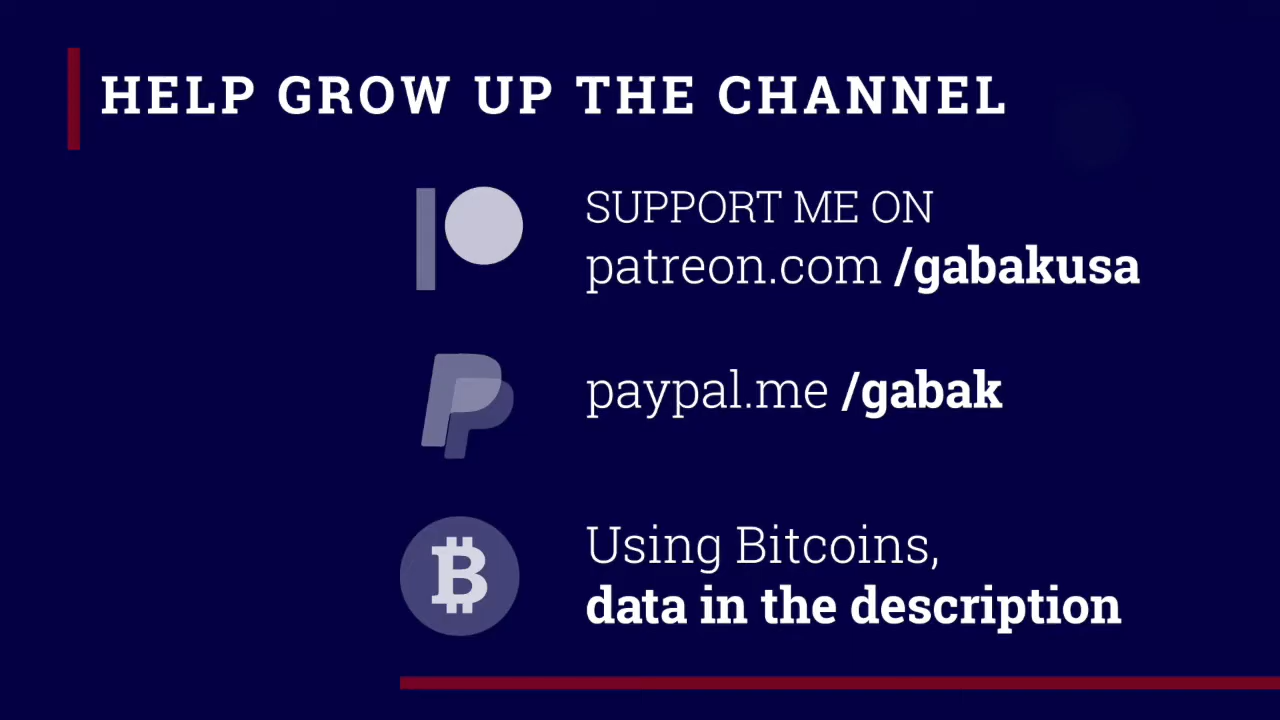 HELP GROW UP THE CHANNEL
SUPPORT ME ON
patreon.com /gabakusa
paypal.me /gabak
Using Bitcoins,
data in the description